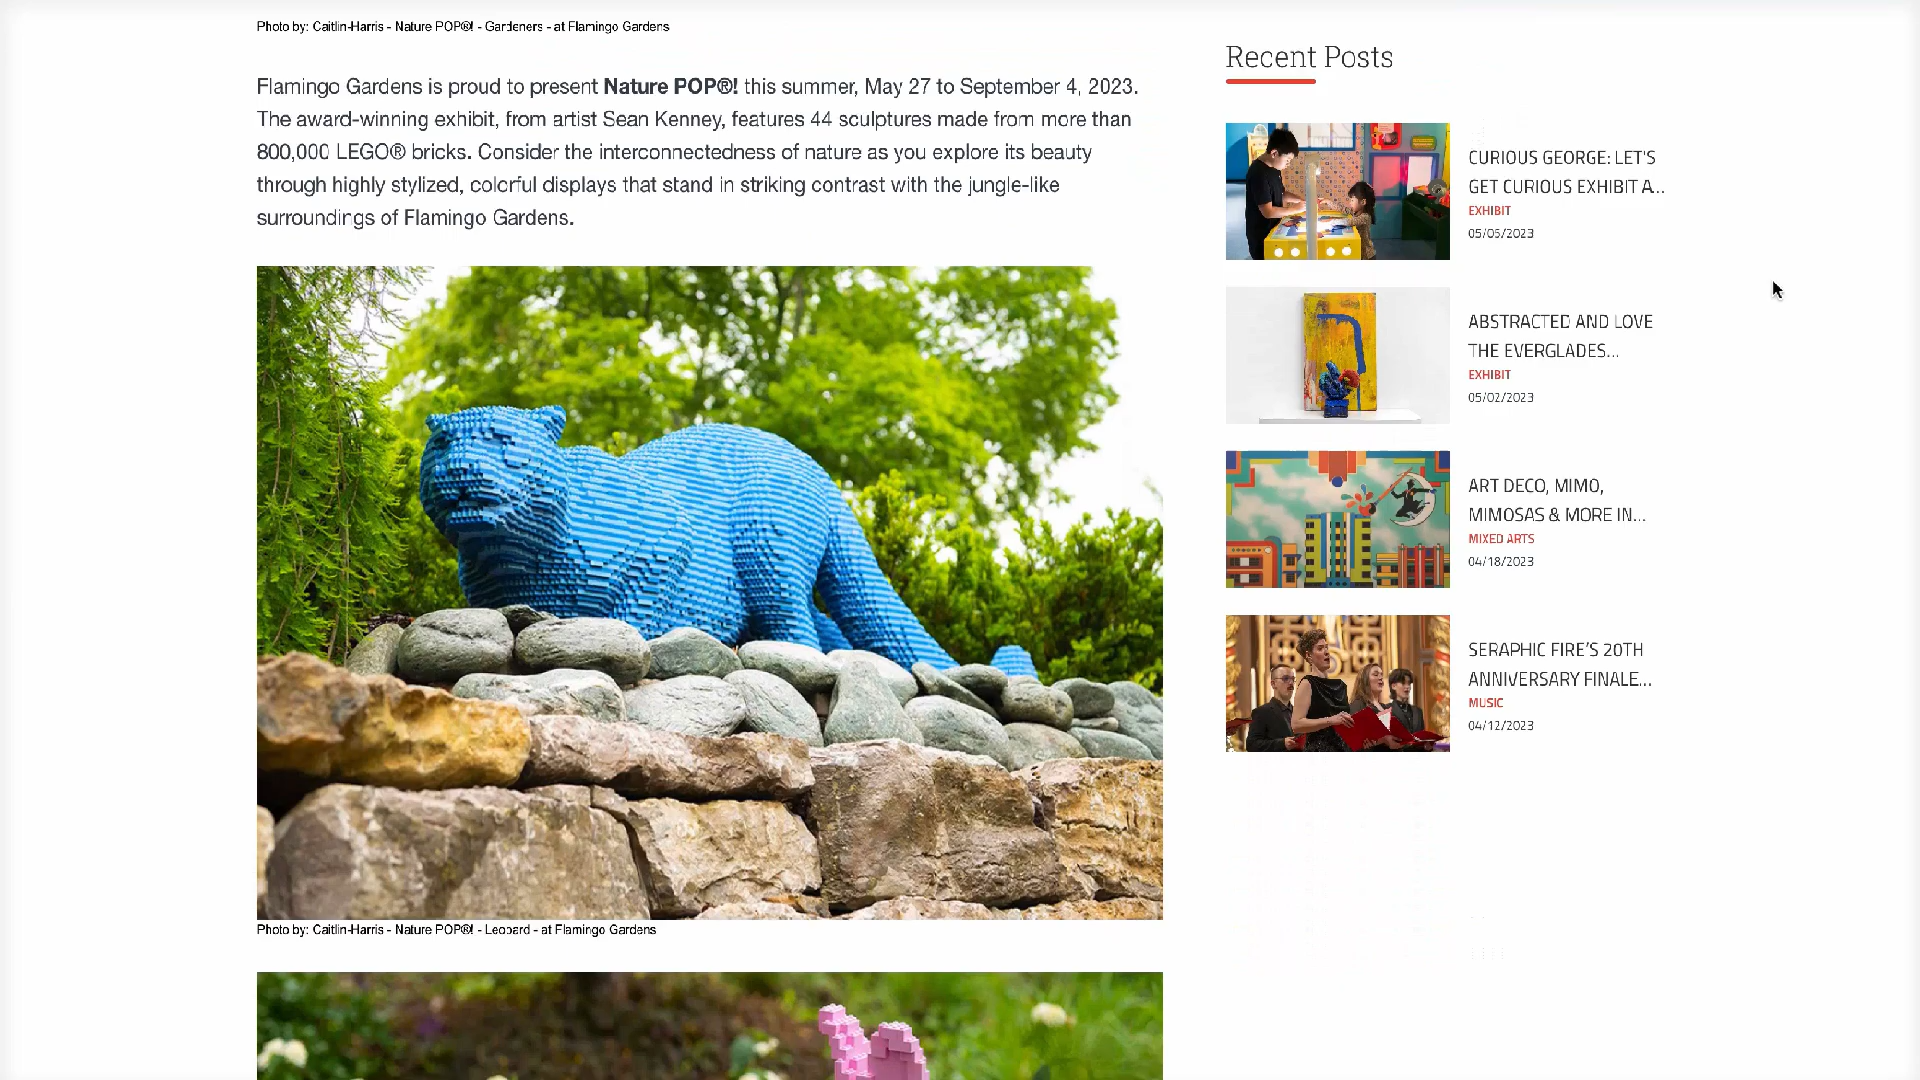 Photo by: Caitlin-Harris - Nature POP®! - Gardeners - at Flamingo Gardens
Flamingo Gardens is proud to present Nature POP®! this summer, May 27 to September 4, 2023.
The award-winning exhibit, from artist Sean Kenney, features 44 sculptures made from more than
800,000 LEGO® bricks. Consider the interconnectedness of nature as you explore its beauty
through highly stylized, colorful displays that stand in striking contrast with the jungle-like
surroundings of Flamingo Gardens.
Photo by: Caitlin-Harris - Nature POP®! - Leopard - at Flamingo Gardens
Recent Posts
CURIOUS GEORGE: LET'S
GET CURIOUS EXHIBIT A...
EXHIBIT
05/05/2023
ABSTRACTED AND LOVE
THE EVERGLADES...
EXHIBIT
05/02/2023
ART DECO, MIMO,
MIMOSAS & MORE IN...
MIXED ARTS
04/18/2023
SERAPHIC FIRE'S 20TH
ANNIVERSARY FINALE...
MUSIC
04/12/2023